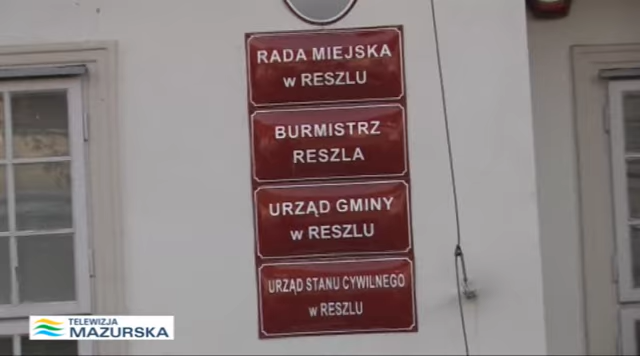 RADA MIEJSKA
w RESZLU
BURMISTRZ
RESZLA
URZĄD GMINY
w RESZLU
URZĄD STANU CYWILNEGO
w RESZLU
TELEWIZJA
MAZURSKA